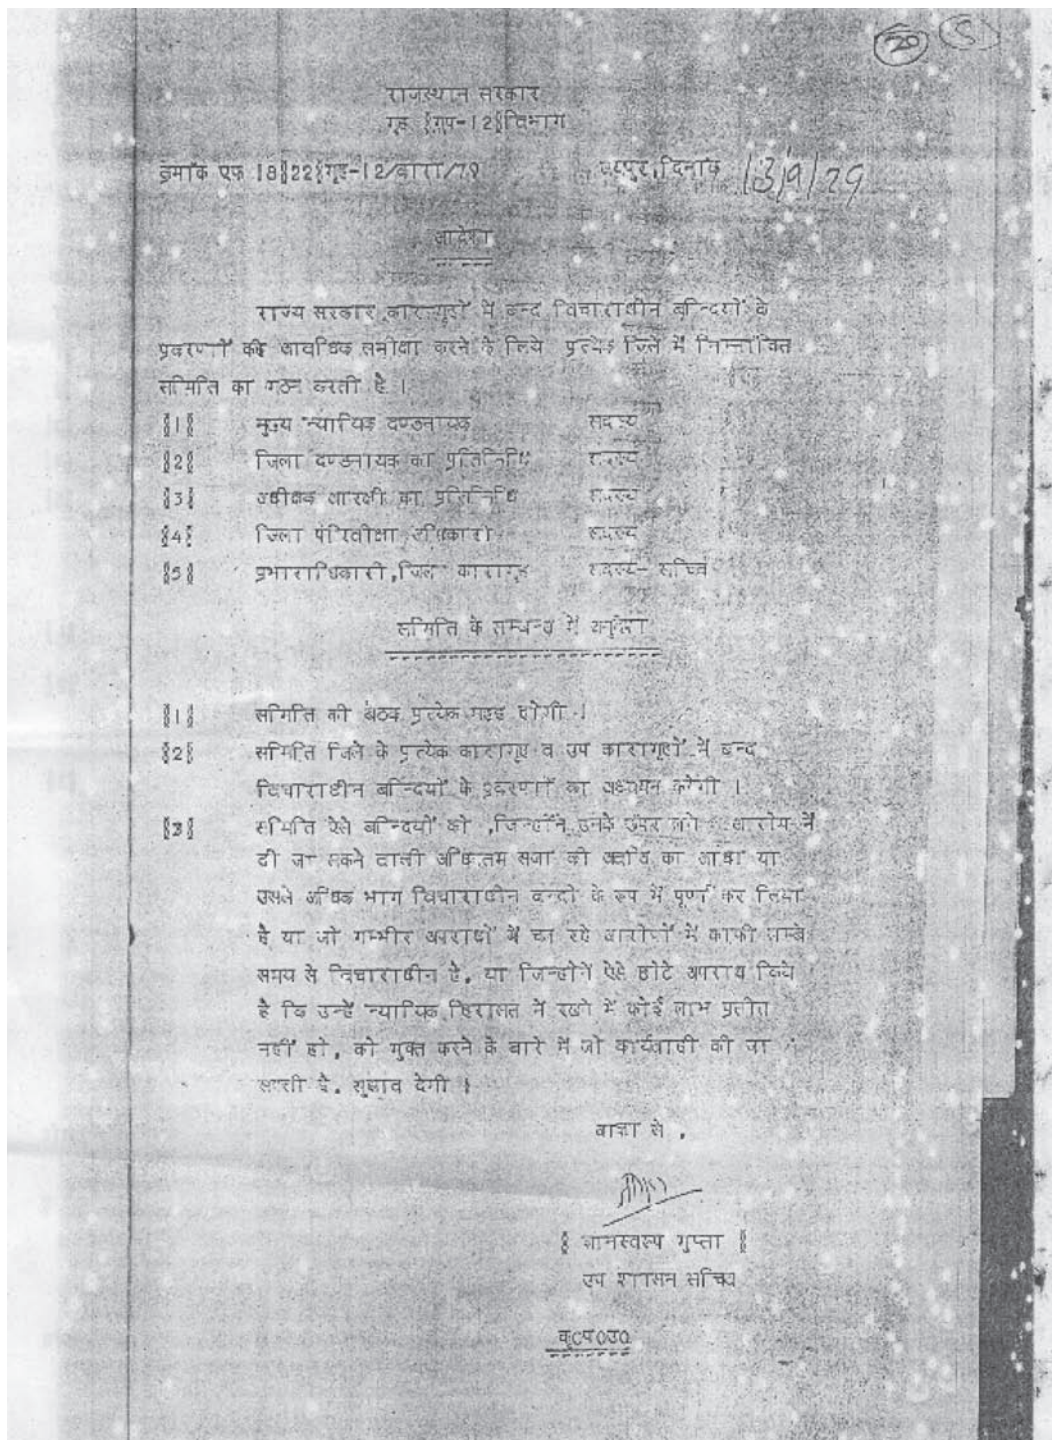 20 S
राजस्थान सरकार
गृह §ग्रुप-12§विभाग
क्रमांक एफ 18§22§गृह-12/कारा/79 जयपुर,दिनांक 13/9/79
आदेश
राज्य सरकार कारागृहों में बन्द विचाराधीन बन्दियों के
प्रकरणों की आवधिक समीक्षा करने के लिये प्रत्येक जिले में निम्नांकित
समिति का गठन करती है ।
§1§ मुख्य न्यायिक दण्डनायक सदस्य
§2§ जिला दण्डनायक का प्रतिनिधि सदस्य
§3§ अधीक्षक आरक्षी का प्रतिनिधि सदस्य
§4§ जिला परिवीक्षा अधिकारी सदस्य
§5§ प्रभाराधिकारी,जिला कारागृह सदस्य- सचिव
समिति के सम्बन्ध में
§1§ समिति की बैठक प्रत्येक माह होगी ।
§2§ समिति जिले के प्रत्येक कारागृह व उप कारागृहों में बन्द
विचाराधीन बन्दियों के प्रकरणों का अध्ययन करेगी ।
§3§ समिति ऐसे बन्दियों को ,जिन्होंने उनके उपर लगे आरोप में
दी जा सकने वाली अधिकतम सजा की अवधि का आधा या
उससे अधिक भाग विचाराधीन बन्दी के रूप में पूर्ण कर लिया
है या जो गम्भीर अपराधों में आरोपों में काफी लम्बे
समय से विचाराधीन है, या जिन्होनें ऐसे छोटे अपराध किये
है कि उन्हें न्यायिक हिरासत में रखने में कोई लाभ प्रतीत
नहीं हो, को मुक्त करने के बारे में जो कार्यवाही की जा
सकती है, सुझाव देगी ।
आज्ञा से ,
§ ज्ञानस्वरूप गुप्ता §
उप शासन सचिव
कृ०प०उ०